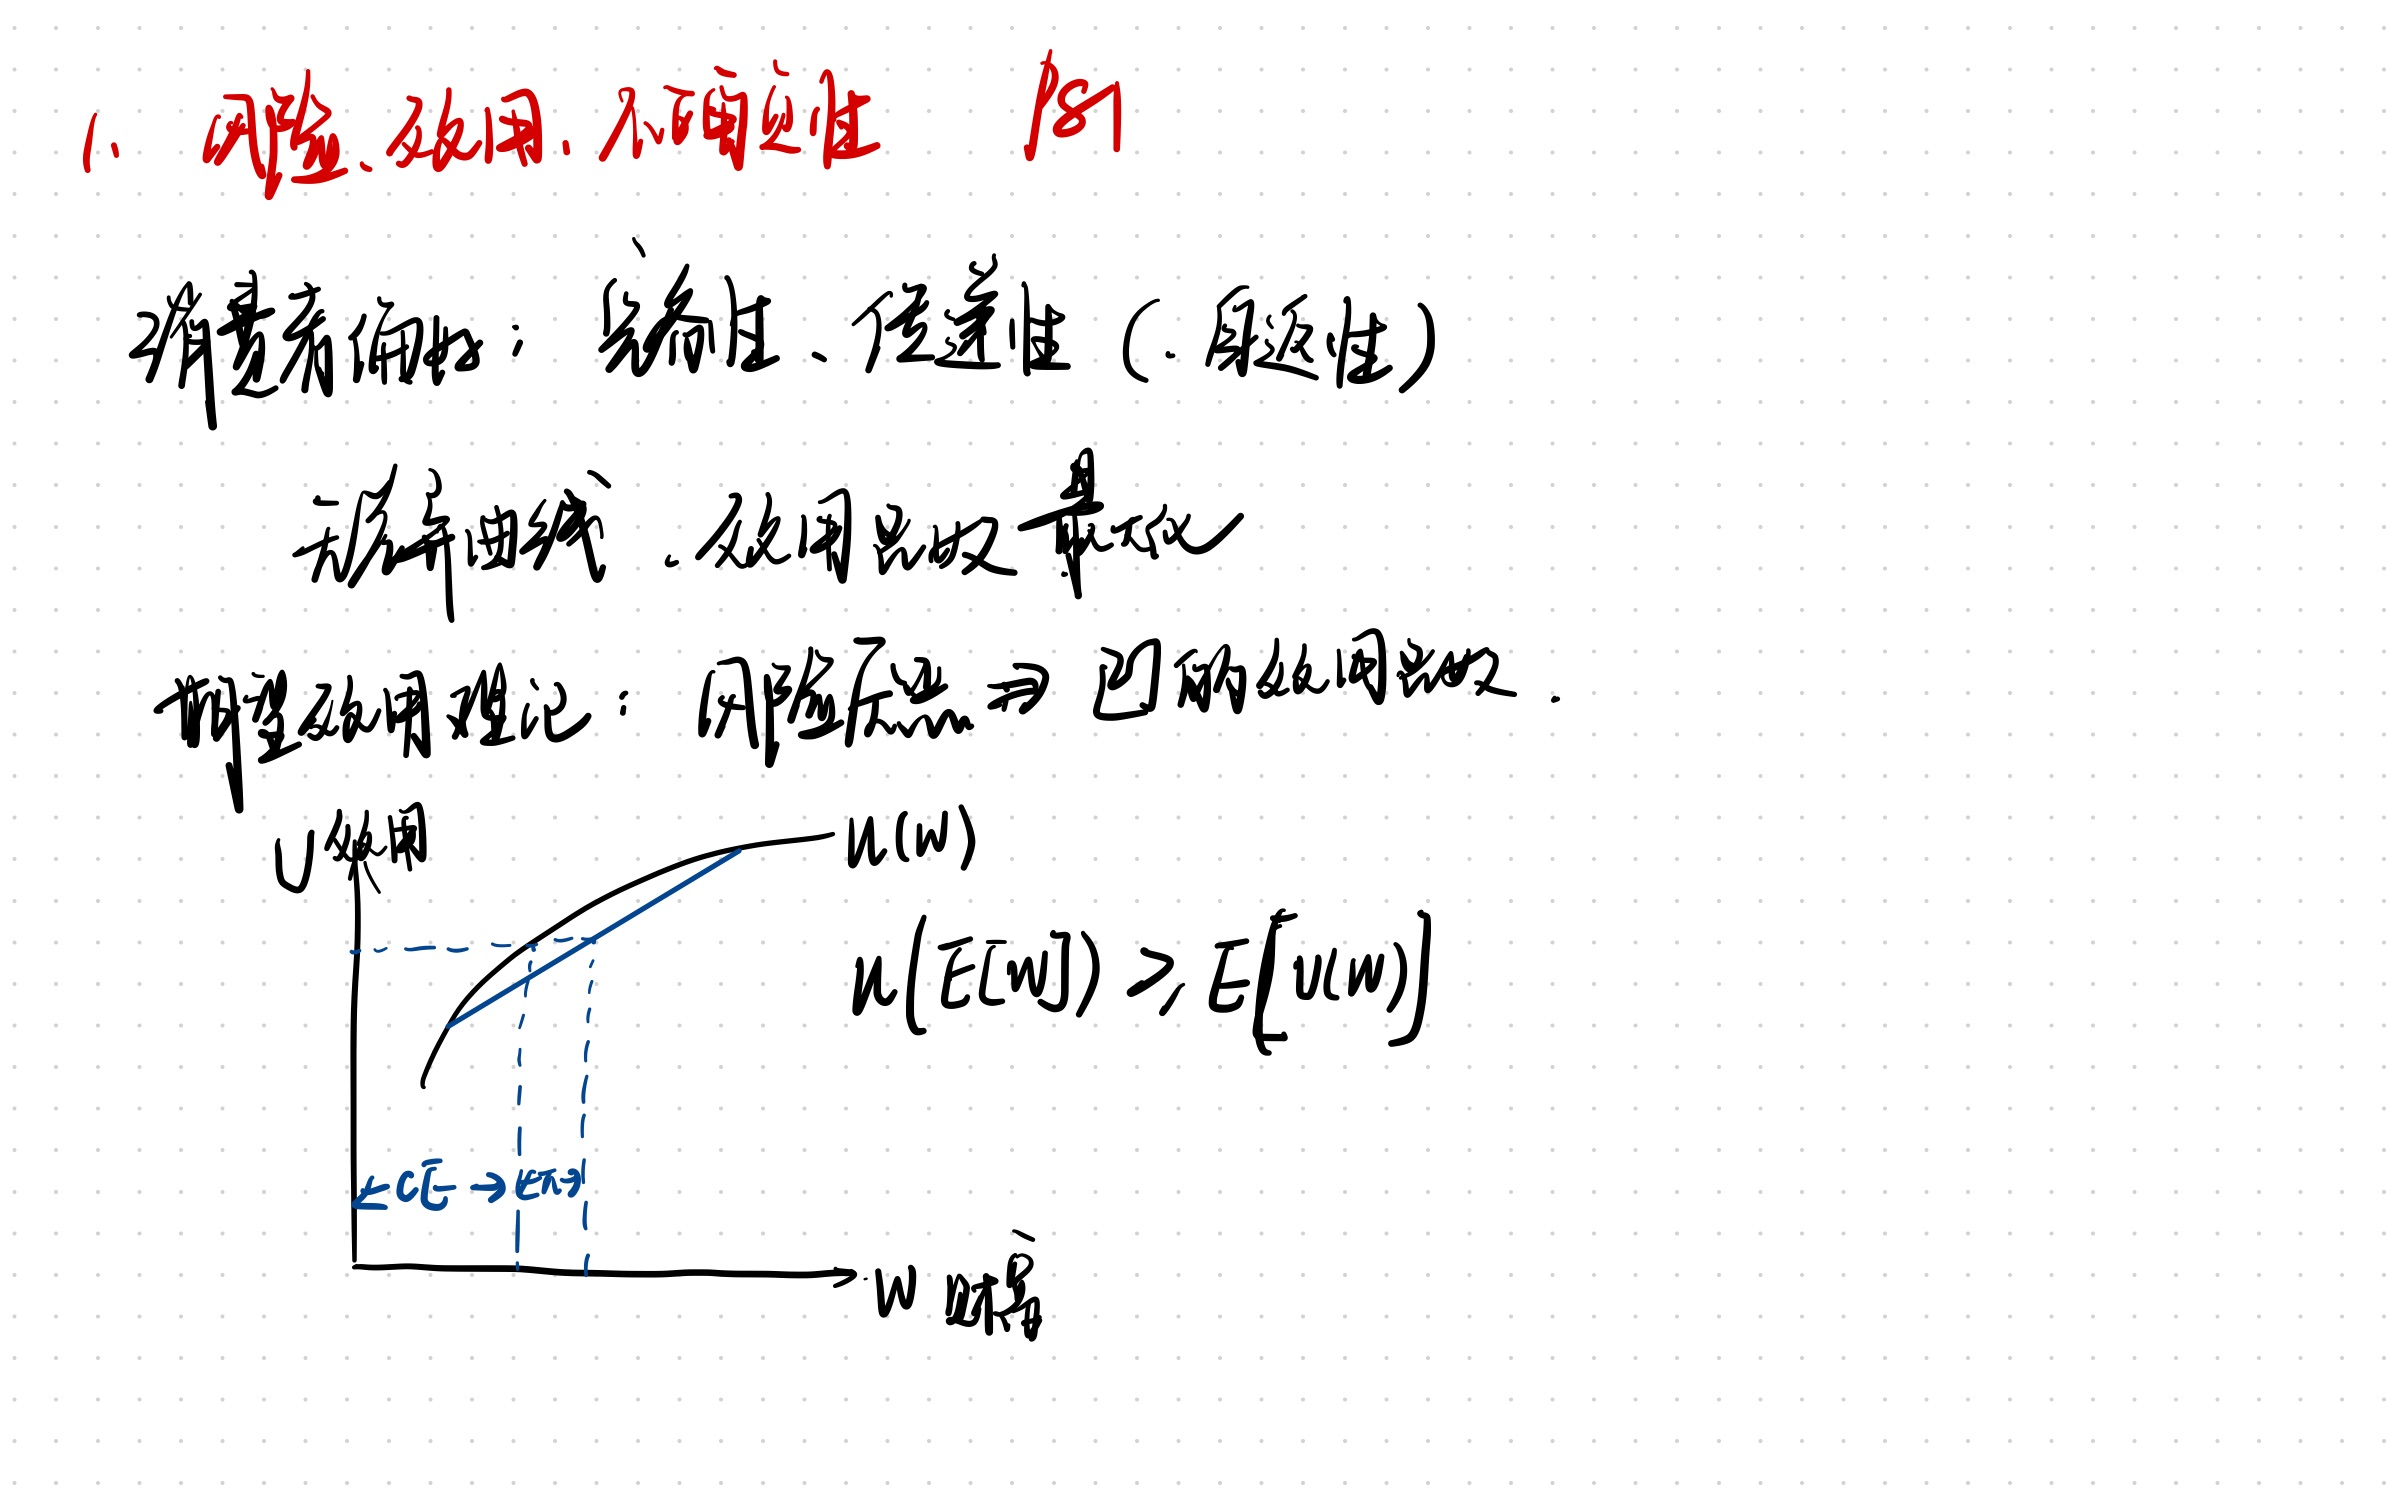 1. 风险、效用、不确定性 P81
消费者偏好：完备性、传递性（自返性）
无差异曲线、效用函数最大化
期望效用理论：风险厌恶⇒凹的效用函数.
U效用
u(W)
u(E[W]) ≥ E[U(W)]
← CE →
W 财富